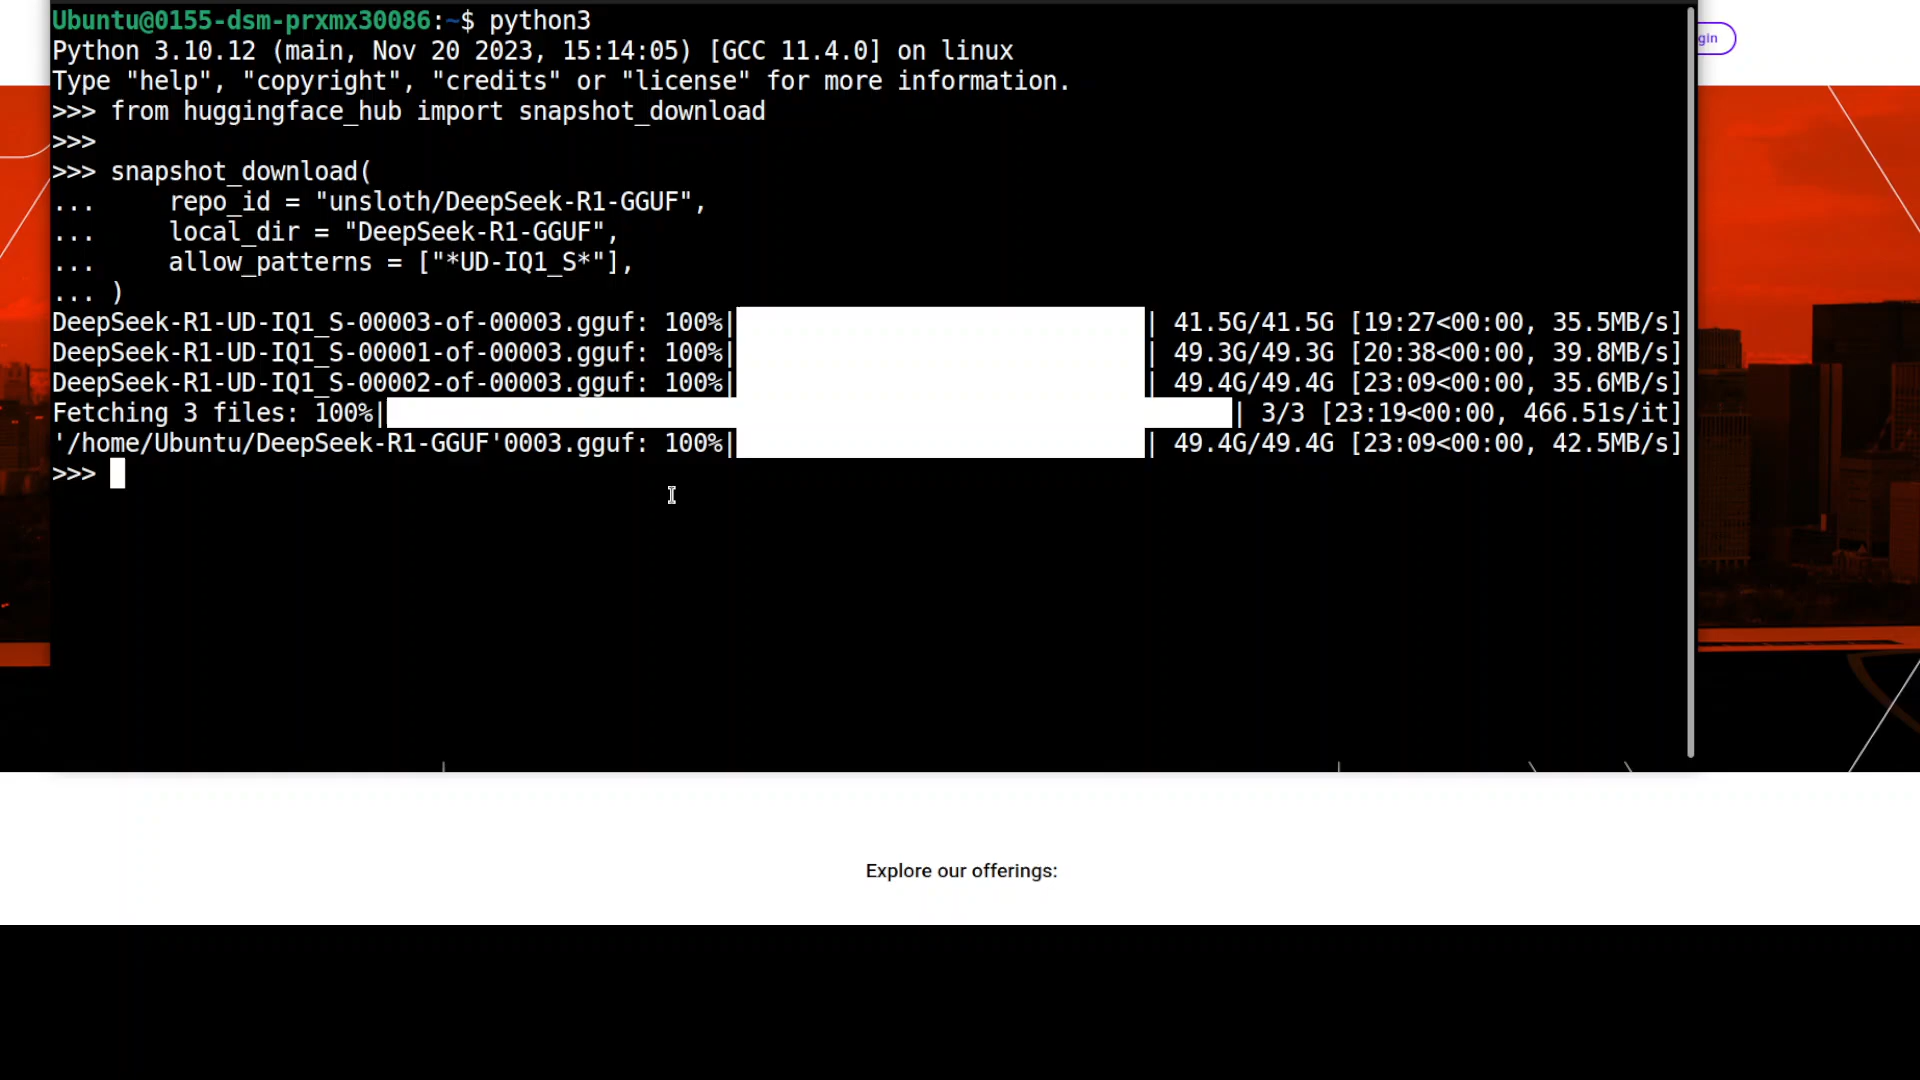 Ubuntu@0155-dsm-prxmx30086:~$ python3
Python 3.10.12 (main, Nov 20 2023, 15:14:05) [GCC 11.4.0] on linux
Type "help", "copyright", "credits" or "license" for more information.
>>> from huggingface_hub import snapshot_download
>>>
>>> snapshot_download(
...     repo_id = "unsloth/DeepSeek-R1-GGUF",
...     local_dir = "DeepSeek-R1-GGUF",
...     allow_patterns = ["*UD-IQ1_S*"],
... )
DeepSeek-R1-UD-IQ1_S-00003-of-00003.gguf: 100%| | 41.5G/41.5G [19:27<00:00, 35.5MB/s]
DeepSeek-R1-UD-IQ1_S-00001-of-00003.gguf: 100%| | 49.3G/49.3G [20:38<00:00, 39.8MB/s]
DeepSeek-R1-UD-IQ1_S-00002-of-00003.gguf: 100%| | 49.4G/49.4G [23:09<00:00, 35.6MB/s]
Fetching 3 files: 100%| | 3/3 [23:19<00:00, 466.51s/it]
'/home/Ubuntu/DeepSeek-R1-GGUF'0003.gguf: 100%| | 49.4G/49.4G [23:09<00:00, 42.5MB/s]
>>>
Explore our offerings: